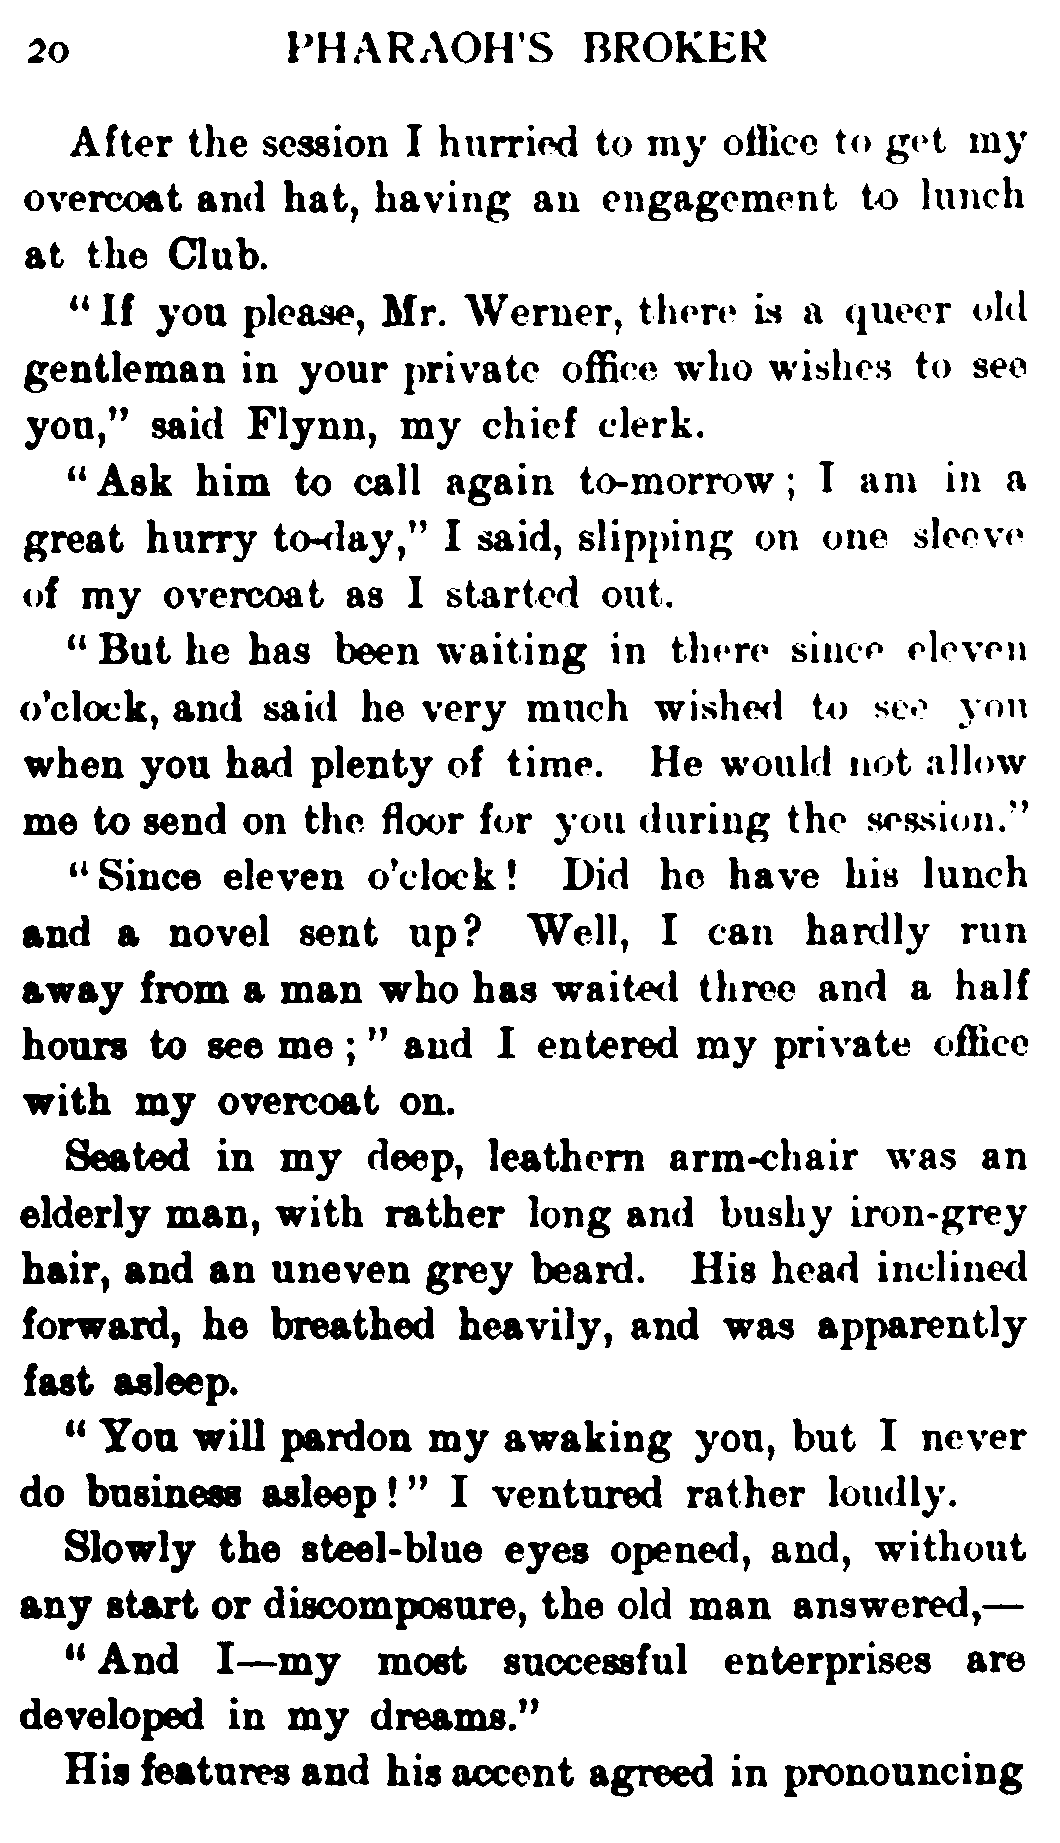 20 PHARAOH'S BROKER
After the session I hurried to my office to get my
overcoat and hat, having an engagement to lunch
at the Club.
" If you please, Mr. Werner, there is a queer old
gentleman in your private office who wishes to see
you," said Flynn, my chief clerk.
" Ask him to call again to-morrow ; I am in a
great hurry to-day," I said, slipping on one sleeve
of my overcoat as I started out.
" But he has been waiting in there since eleven
o'clock, and said he very much wished to see you
when you had plenty of time. He would not allow
me to send on the floor for you during the session."
" Since eleven o'clock ! Did he have his lunch
and a novel sent up? Well, I can hardly run
away from a man who has waited three and a half
hours to see me ; " and I entered my private office
with my overcoat on.
Seated in my deep, leathern arm-chair was an
elderly man, with rather long and bushy iron-grey
hair, and an uneven grey beard. His head inclined
forward, he breathed heavily, and was apparently
fast asleep.
" You will pardon my awaking you, but I never
do business asleep ! " I ventured rather loudly.
Slowly the steel-blue eyes opened, and, without
any start or discomposure, the old man answered,—
" And I—my most successful enterprises are
developed in my dreams."
His features and his accent agreed in pronouncing